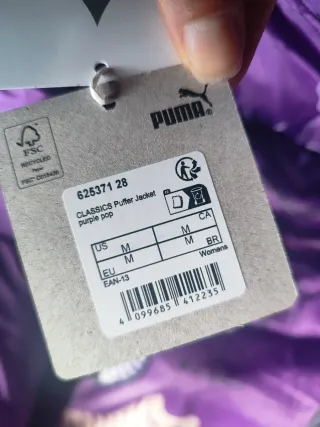 PUMA
FSC
RECYCLED
625371 28
CLASSICS Puffer Jacket
purple pop
US M M CA
EU M M BR
EAN-13 Womens
4 099685 412235